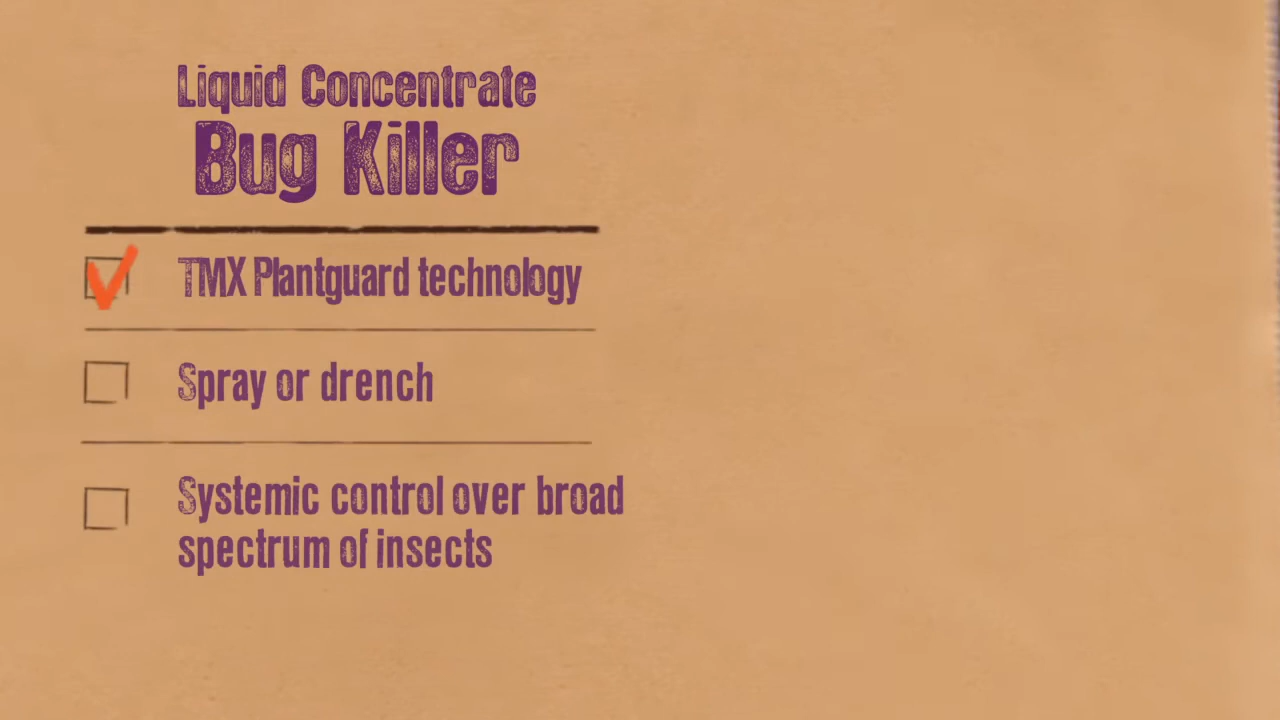 Liquid Concentrate
Bug Killer
TMX Plantguard technology
Spray or drench
Systemic control over broad
spectrum of insects